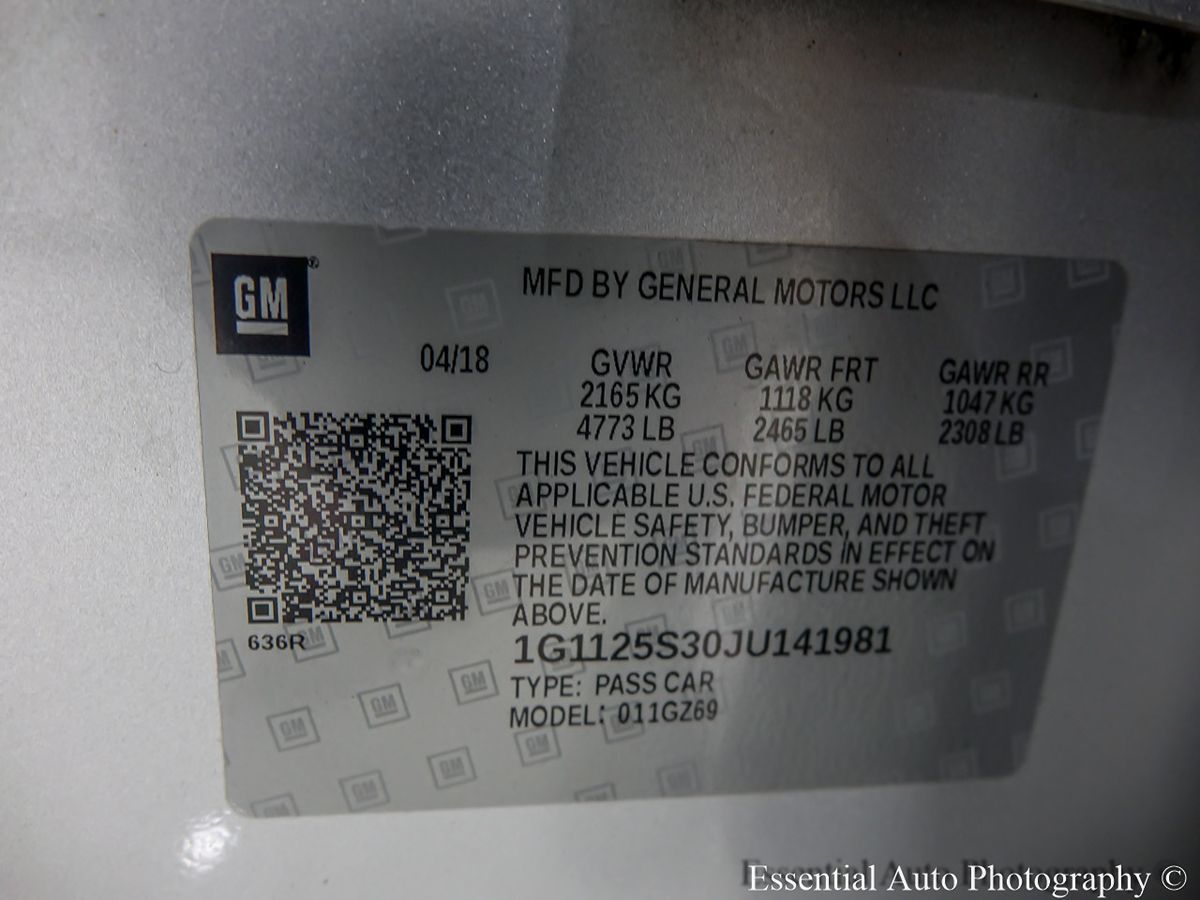 GM
MFD BY GENERAL MOTORS LLC
04/18 GVWR GAWR FRT GAWR RR
2165 KG 1118 KG 1047 KG
4773 LB 2465 LB 2308 LB
THIS VEHICLE CONFORMS TO ALL
APPLICABLE U.S. FEDERAL MOTOR
VEHICLE SAFETY, BUMPER, AND THEFT
PREVENTION STANDARDS IN EFFECT ON
THE DATE OF MANUFACTURE SHOWN
ABOVE.
636R
1G1125S30JU141981
TYPE: PASS CAR
MODEL: 011GZ69
Essential Auto Photography ©